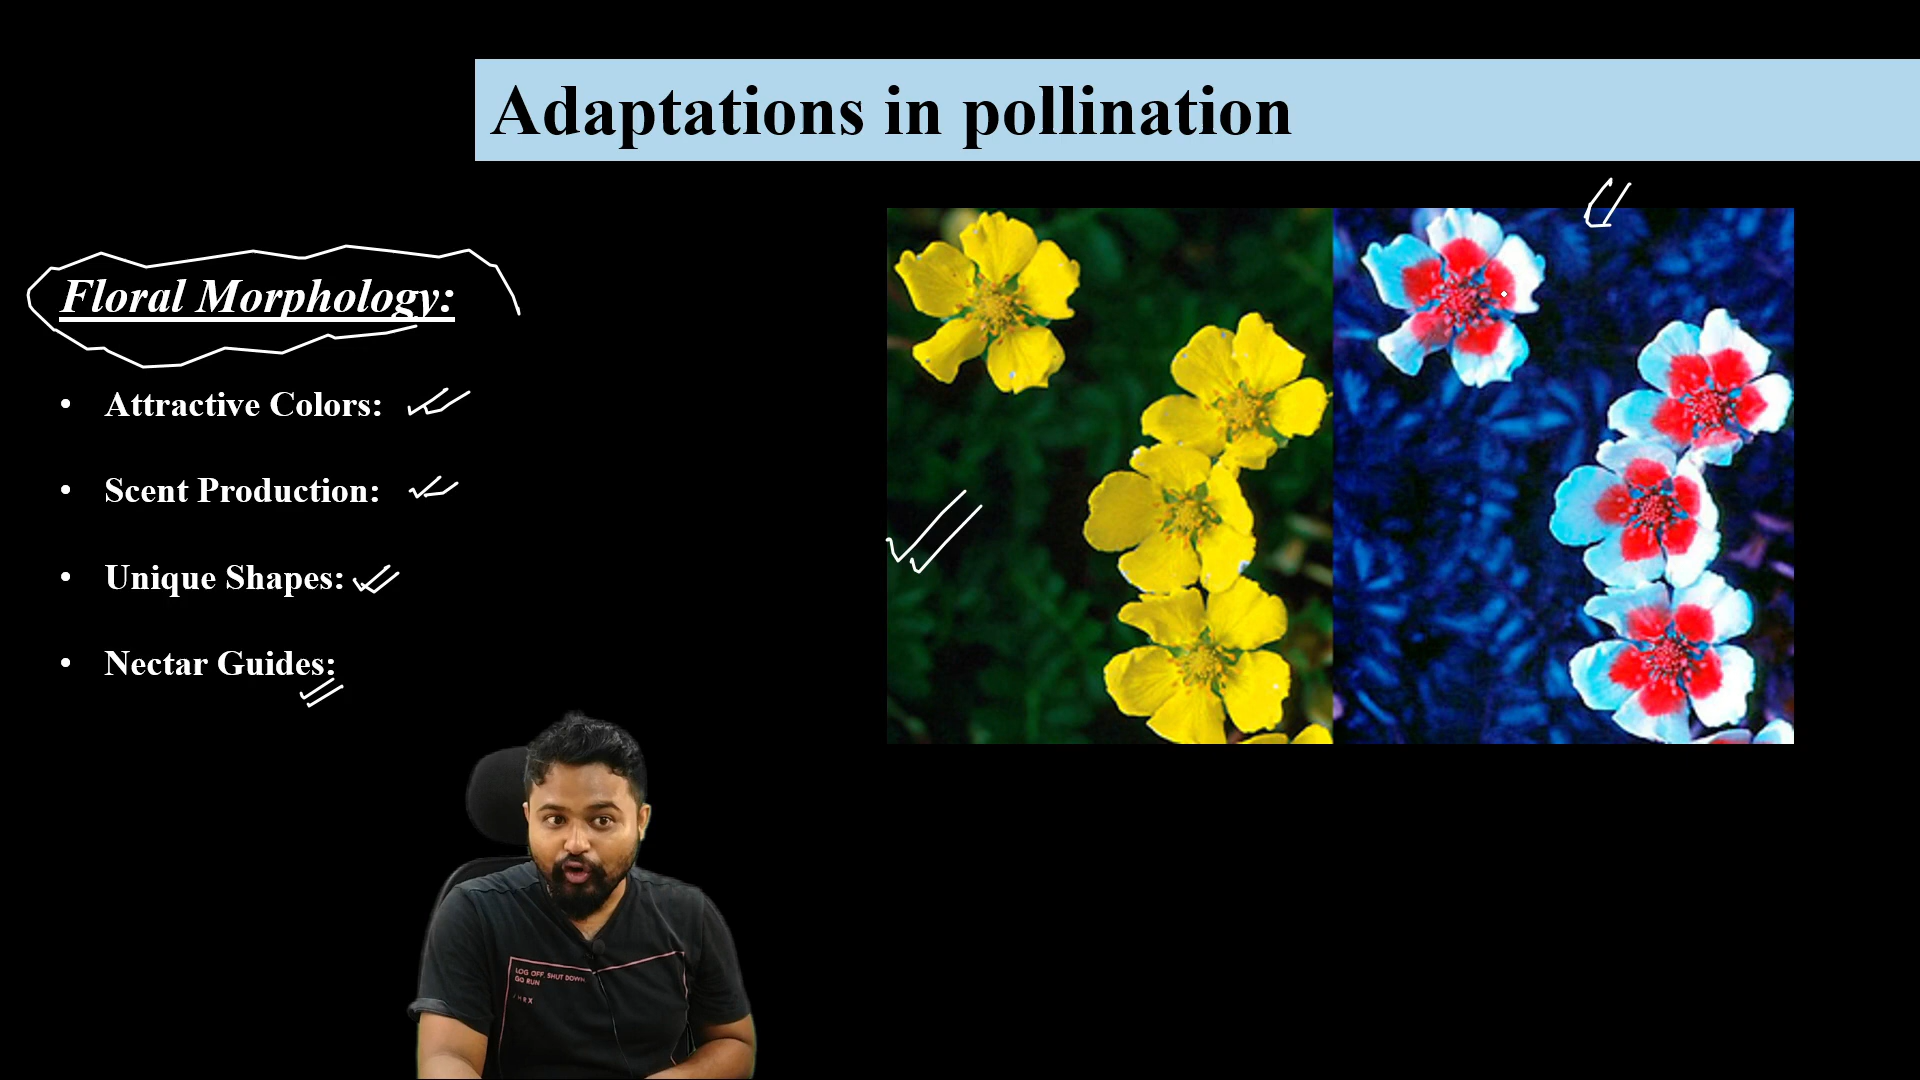 Adaptations in pollination
Floral Morphology:
• Attractive Colors:
• Scent Production:
• Unique Shapes:
• Nectar Guides:
LOG OFF, SHUT DOWN
GO RUN